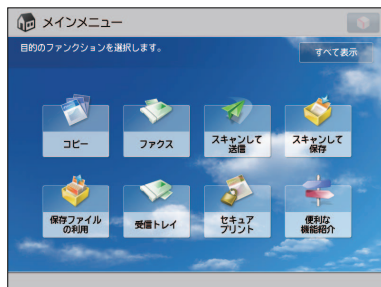 メインメニュー
目的のファンクションを選択します。
すべて表示
コピー
ファクス
スキャンして
送信
スキャンして
保存
保存ファイル
の利用
受信トレイ
セキュア
プリント
便利な
機能紹介